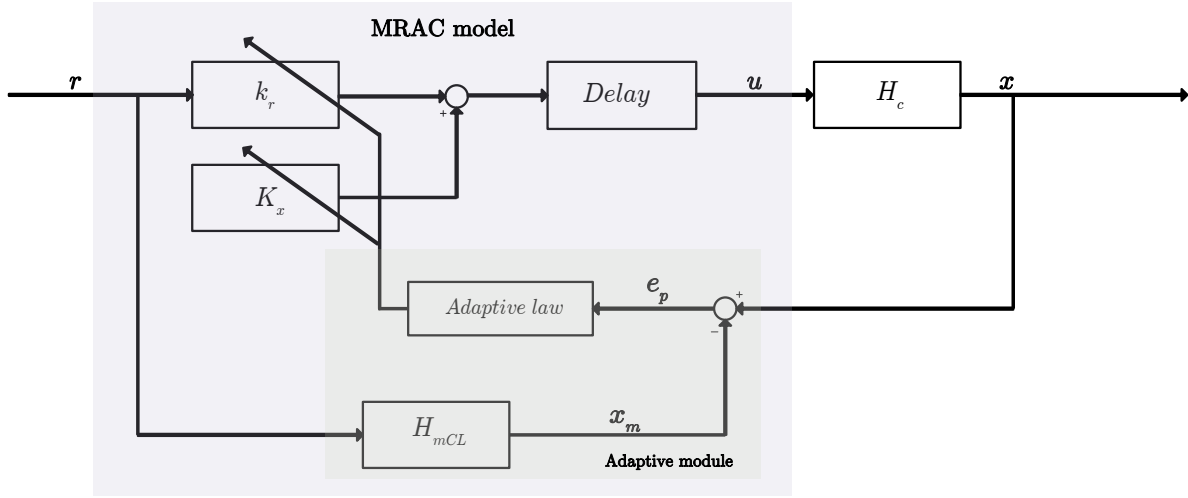 MRAC model
r
k_r
+
Delay
u
H_c
x
K_x
Adaptive law
e_p
+
−
H_mCL
x_m
Adaptive module